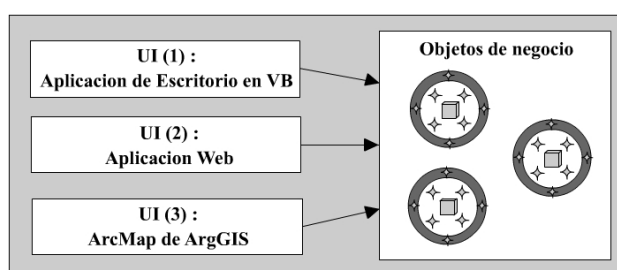 UI (1) :
Aplicacion de Escritorio en VB
UI (2) :
Aplicacion Web
UI (3) :
ArcMap de ArgGIS
Objetos de negocio